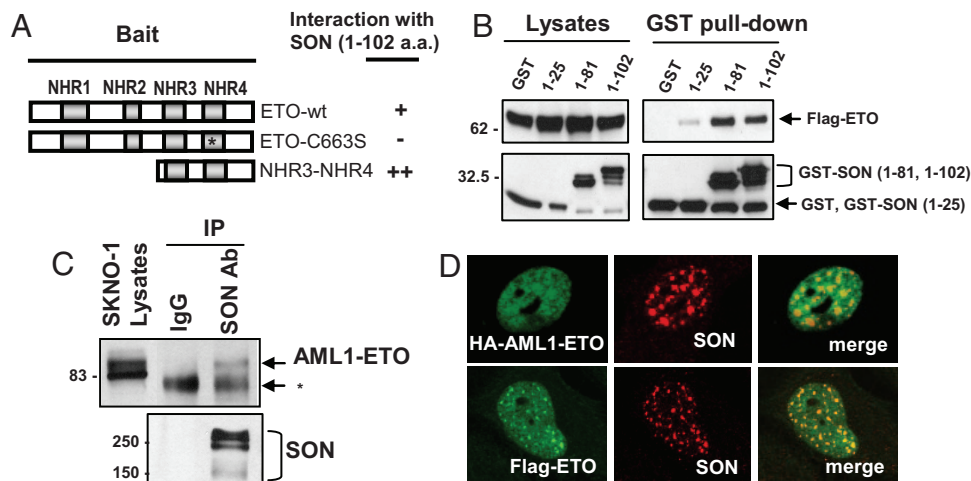 A
Bait
Interaction with
SON (1-102 a.a.)
NHR1 NHR2 NHR3 NHR4
ETO-wt +
* ETO-C663S -
NHR3-NHR4 ++
B
Lysates GST pull-down
GST 1-25 1-81 1-102 GST 1-25 1-81 1-102
62 - Flag-ETO
32.5 - GST-SON (1-81, 1-102)
GST, GST-SON (1-25)
C
IP
SKNO-1
Lysates
IgG
SON Ab
AML1-ETO
83 - *
250 -
SON
150 -
D
HA-AML1-ETO SON merge
Flag-ETO SON merge